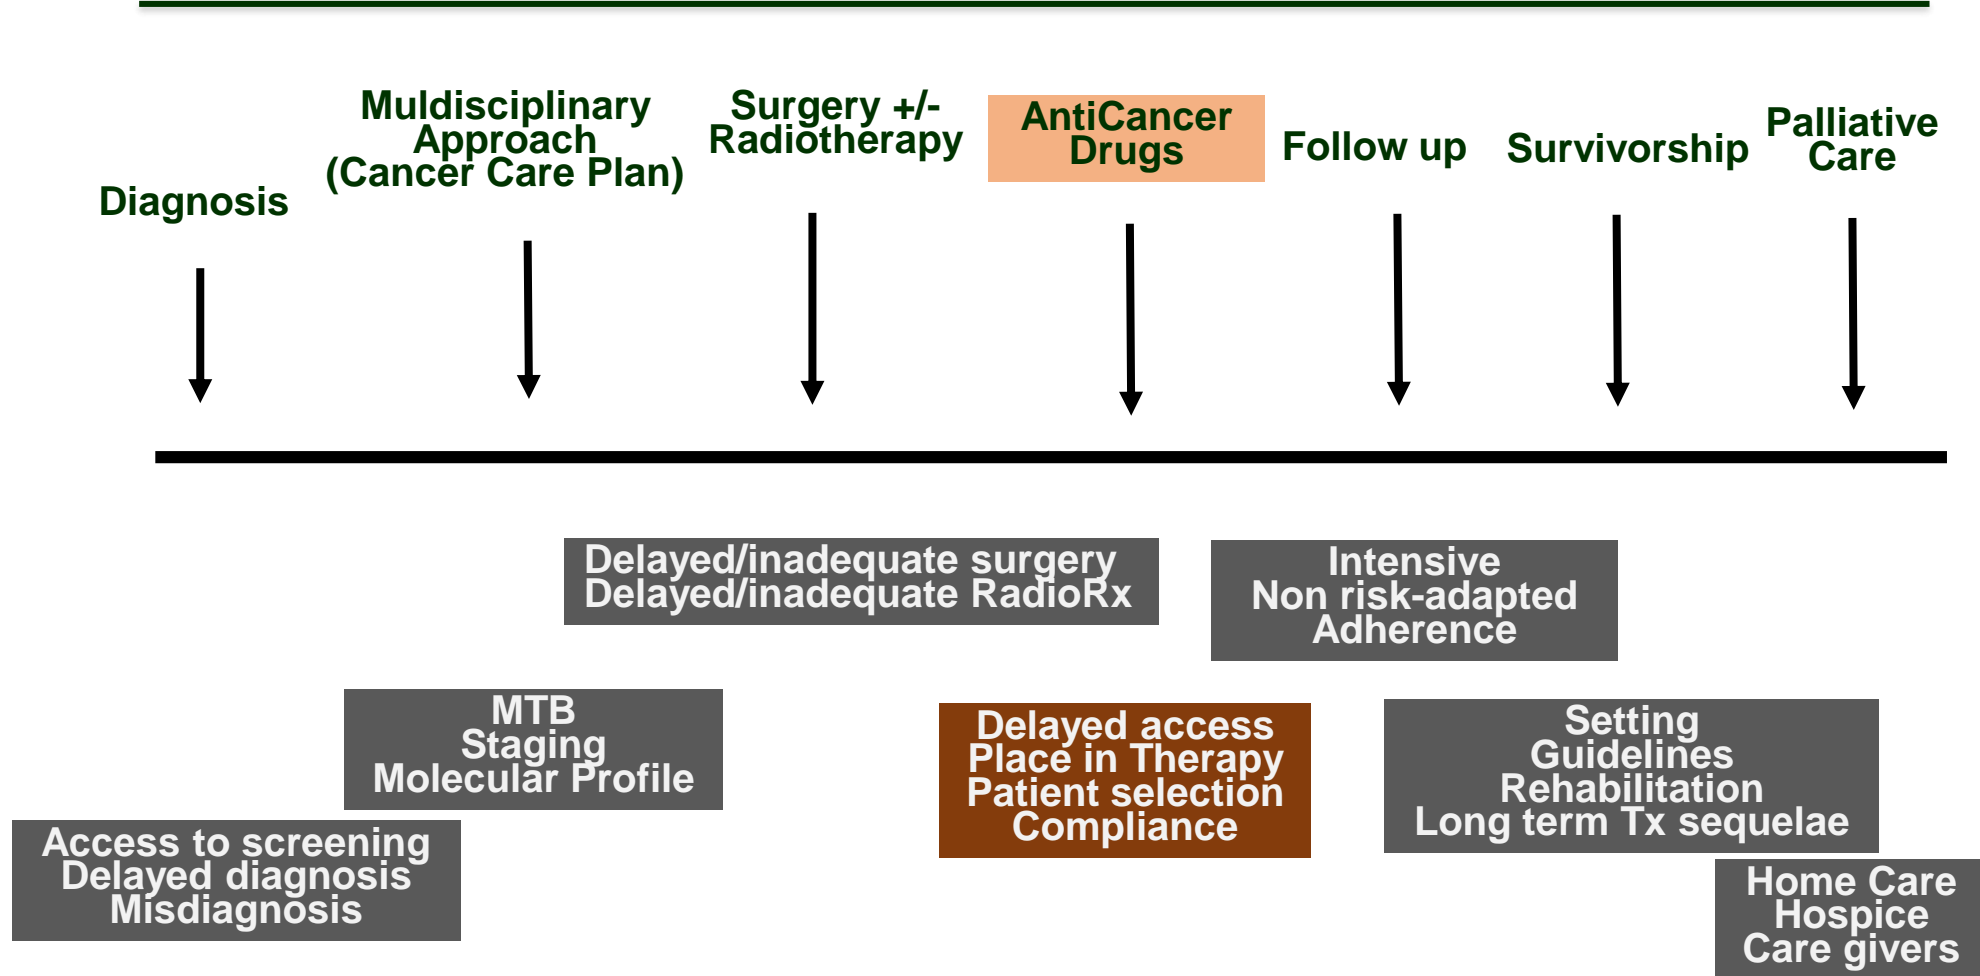 Diagnosis
Muldisciplinary
Approach
(Cancer Care Plan)
Surgery +/-
Radiotherapy
AntiCancer
Drugs
Follow up
Survivorship
Palliative
Care
Access to screening
Delayed diagnosis
Misdiagnosis
MTB
Staging
Molecular Profile
Delayed/inadequate surgery
Delayed/inadequate RadioRx
Delayed access
Place in Therapy
Patient selection
Compliance
Intensive
Non risk-adapted
Adherence
Setting
Guidelines
Rehabilitation
Long term Tx sequelae
Home Care
Hospice
Care givers